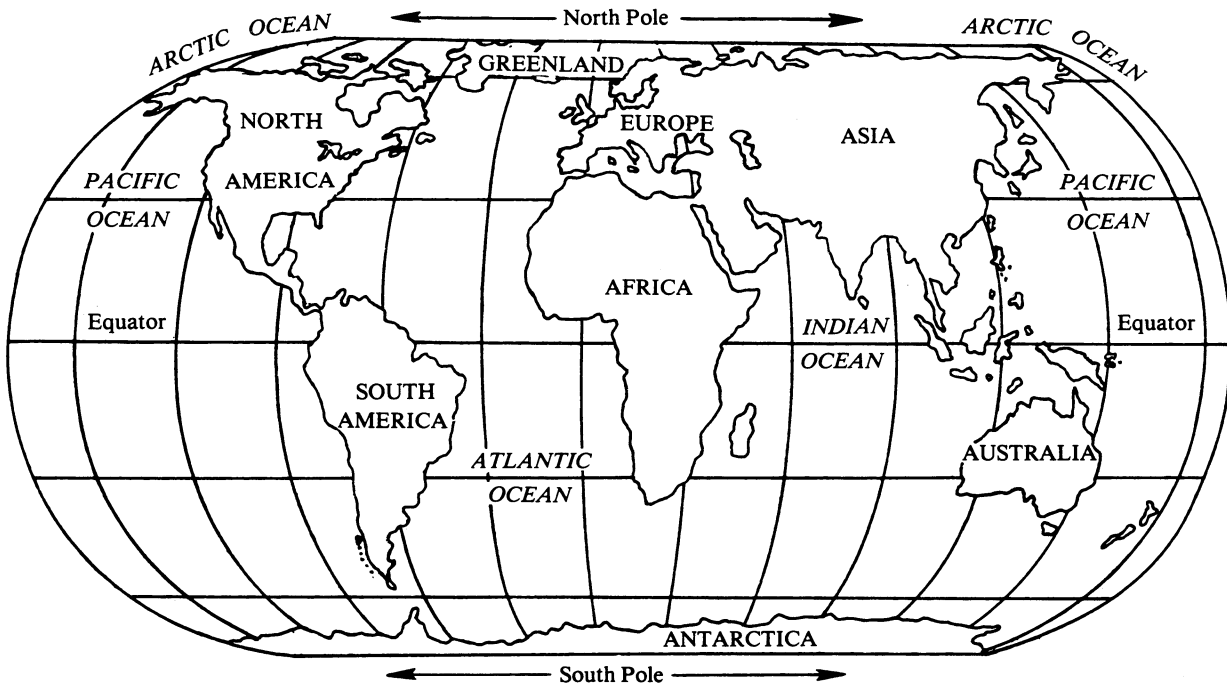 North Pole
ARCTIC OCEAN
ARCTIC OCEAN
GREENLAND
NORTH
AMERICA
EUROPE
ASIA
PACIFIC
OCEAN
PACIFIC
OCEAN
AFRICA
Equator
INDIAN
OCEAN
Equator
SOUTH
AMERICA
ATLANTIC
OCEAN
AUSTRALIA
ANTARCTICA
South Pole